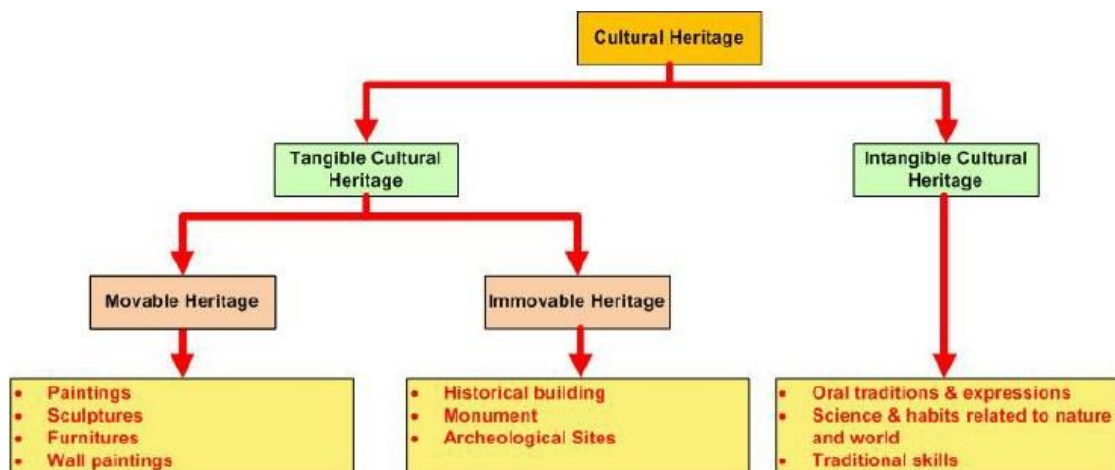 Cultural Heritage
Tangible Cultural
Heritage
Intangible Cultural
Heritage
Movable Heritage
Immovable Heritage
• Paintings
• Sculptures
• Furnitures
• Wall paintings
• Historical building
• Monument
• Archeological Sites
• Oral traditions & expressions
• Science & habits related to nature
and world
• Traditional skills